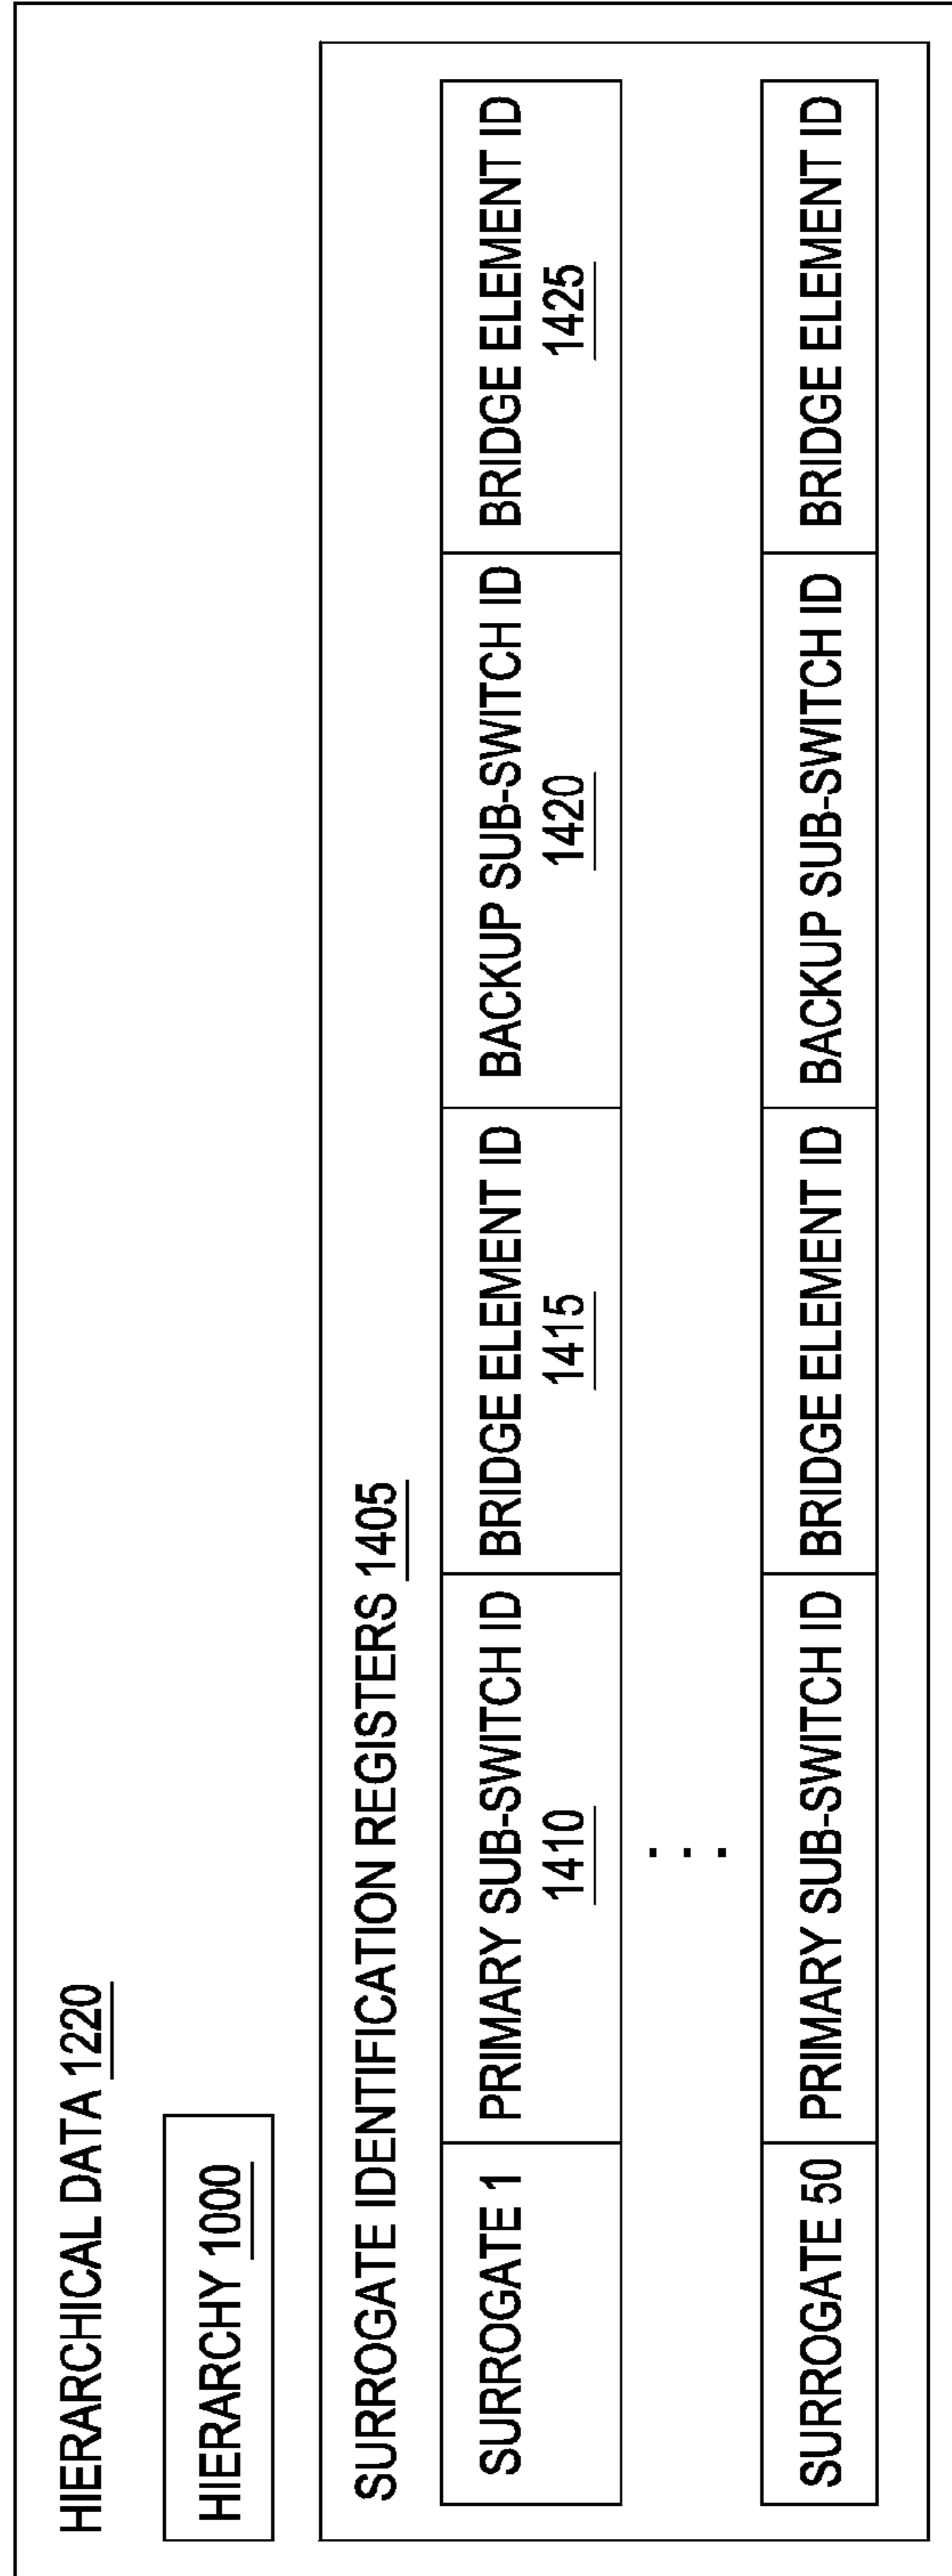 HIERARCHICAL DATA 1220
HIERARCHY 1000
SURROGATE IDENTIFICATION REGISTERS 1405
SURROGATE 1 PRIMARY SUB-SWITCH ID 1410 BRIDGE ELEMENT ID 1415 BACKUP SUB-SWITCH ID 1420 BRIDGE ELEMENT ID 1425
...
SURROGATE 50 PRIMARY SUB-SWITCH ID BRIDGE ELEMENT ID BACKUP SUB-SWITCH ID BRIDGE ELEMENT ID